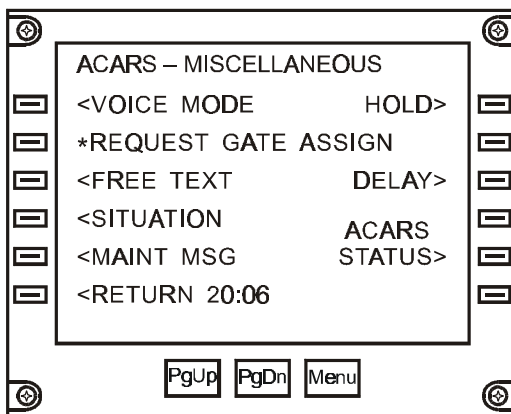 ACARS – MISCELLANEOUS
<VOICE MODE HOLD>
*REQUEST GATE ASSIGN
<FREE TEXT DELAY>
<SITUATION ACARS
<MAINT MSG STATUS>
<RETURN 20:06
PgUp PgDn Menu